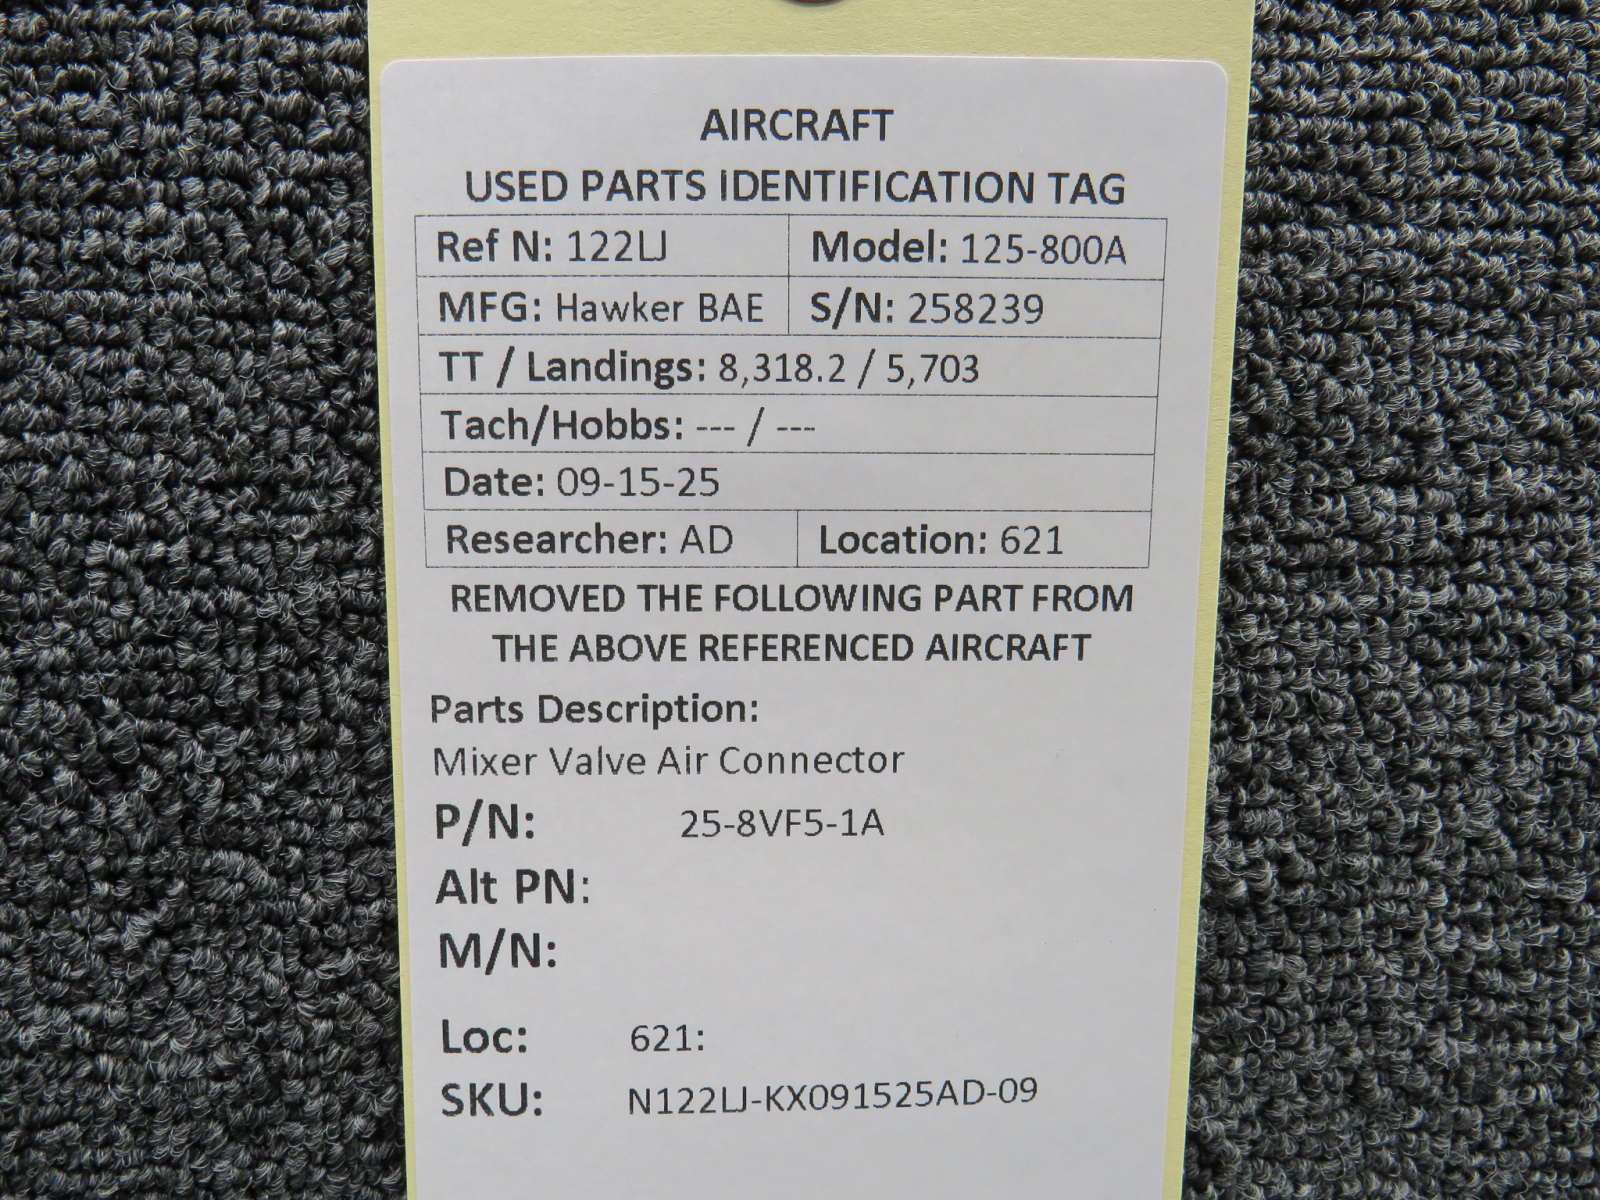 AIRCRAFT
USED PARTS IDENTIFICATION TAG
Ref N: 122LJ Model: 125-800A
MFG: Hawker BAE S/N: 258239
TT / Landings: 8,318.2 / 5,703
Tach/Hobbs: --- / ---
Date: 09-15-25
Researcher: AD Location: 621
REMOVED THE FOLLOWING PART FROM
THE ABOVE REFERENCED AIRCRAFT
Parts Description:
Mixer Valve Air Connector
P/N: 25-8VF5-1A
Alt PN:
M/N:
Loc: 621:
SKU: N122LJ-KX091525AD-09